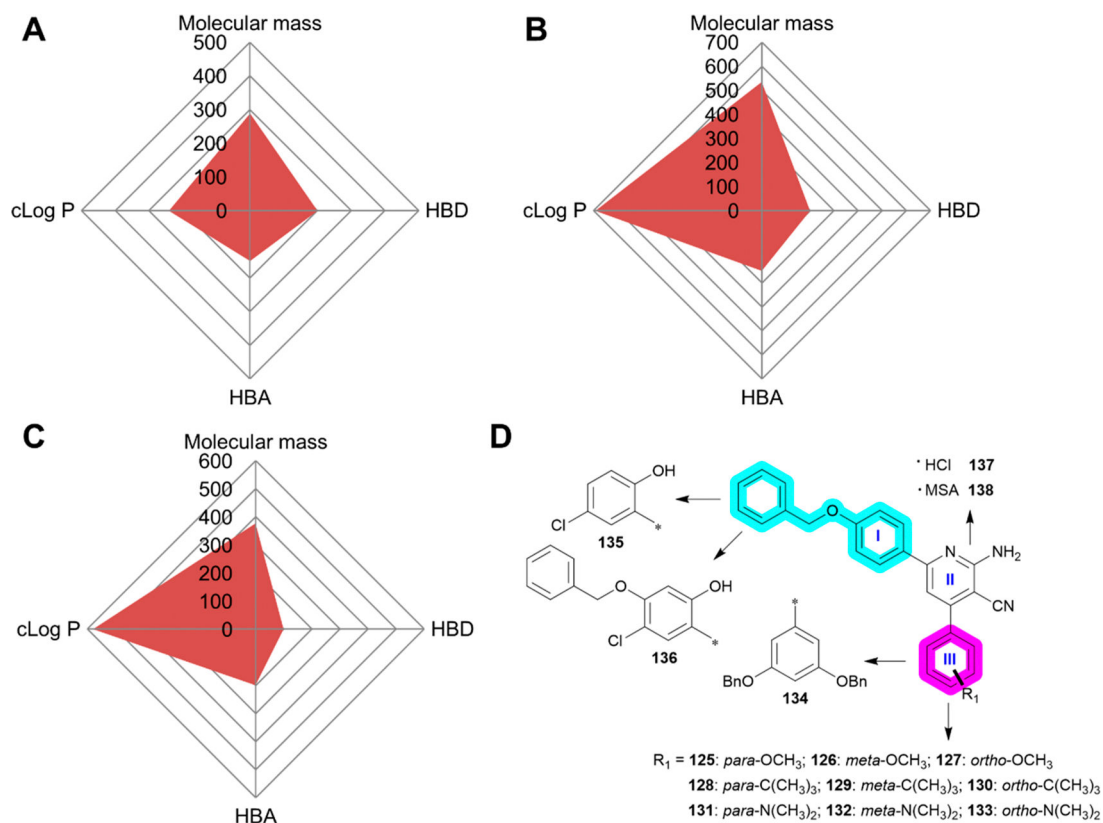 A
Molecular mass
500
400
300
200
100
0
cLog P
HBD
HBA
B
Molecular mass
700
600
500
400
300
200
100
0
cLog P
HBD
HBA
C
Molecular mass
600
500
400
300
200
100
0
cLog P
HBD
HBA
D
OH
Cl
*
135
O
OH
Cl
*
136
*
OBn
OBn
134
O
I
· HCl 137
· MSA 138
N
NH₂
II
CN
III
R₁
R₁ = 125: para-OCH₃; 126: meta-OCH₃; 127: ortho-OCH₃
128: para-C(CH₃)₃; 129: meta-C(CH₃)₃; 130: ortho-C(CH₃)₃
131: para-N(CH₃)₂; 132: meta-N(CH₃)₂; 133: ortho-N(CH₃)₂